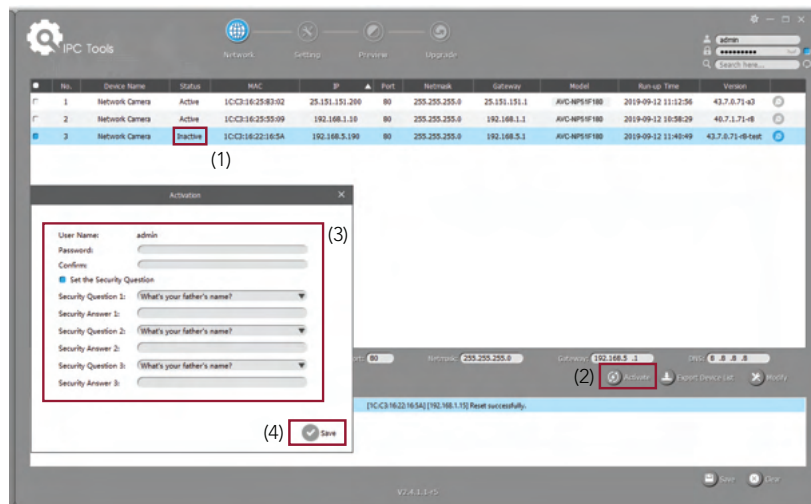 IPC Tools
Network Setting Preview Upgrade
admin
Search here...
No. Device Name Status MAC IP Port Netmask Gateway Model Run-up Time Version
1 Network Camera Active 1C:C3:16:25:83:02 25.151.151.200 80 255.255.255.0 25.151.151.1 AVC-NP51F180 2019-09-12 11:12:56 43.7.0.71-a3
2 Network Camera Active 1C:C3:16:25:55:09 192.168.1.10 80 255.255.255.0 192.168.1.1 AVC-NP51F180 2019-09-12 10:58:29 40.7.1.71-r8
3 Network Camera Inactive 1C:C3:16:22:16:5A 192.168.5.190 80 255.255.255.0 192.168.5.1 AVC-NP51F180 2019-09-12 11:40:49 43.7.0.71-r8-test
(1)
Activation
(3)
User Name: admin
Password:
Confirm:
Set the Security Question
Security Question 1: What's your father's name?
Security Answer 1:
Security Question 2: What's your father's name?
Security Answer 2:
Security Question 3: What's your father's name?
Security Answer 3:
(4) Save
80 Netmask: 255.255.255.0 Gateway: 192.168.5 .1 DNS: 8 .8 .8 .8
(2) Activate Export Device List Modify
[1C:C3:16:22:16:5A] [192.168.1.15] Reset successfully.
Save Clear
V7.4.1.1-r5